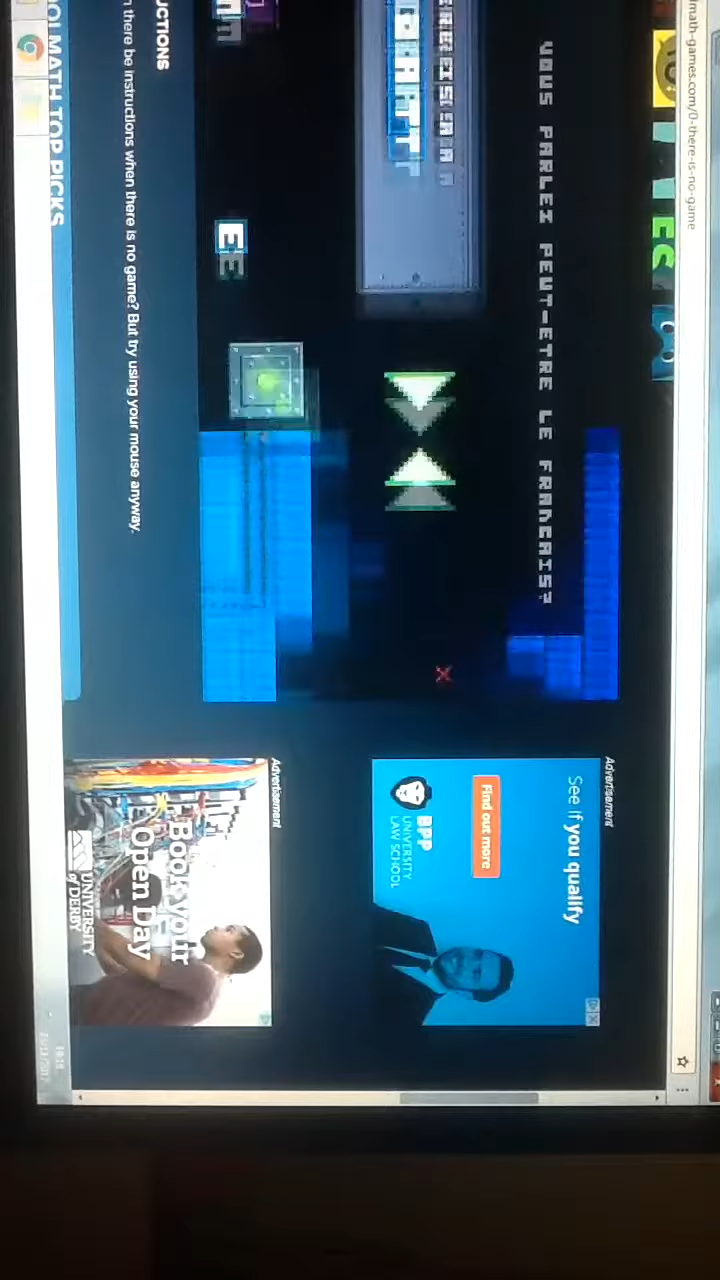 math-games.com/0-there-is-no-game
VOUS PARLEZ PEUT-ETRE LE FRANCAIS?
EE
UCTIONS
there be instructions when there is no game? But try using your mouse anyway.
MATH TOP PICKS
Advertisement
See if you qualify
Find out more
BPP
UNIVERSITY
LAW SCHOOL
Advertisement
Book your
Open Day
UNIVERSITY
of DERBY